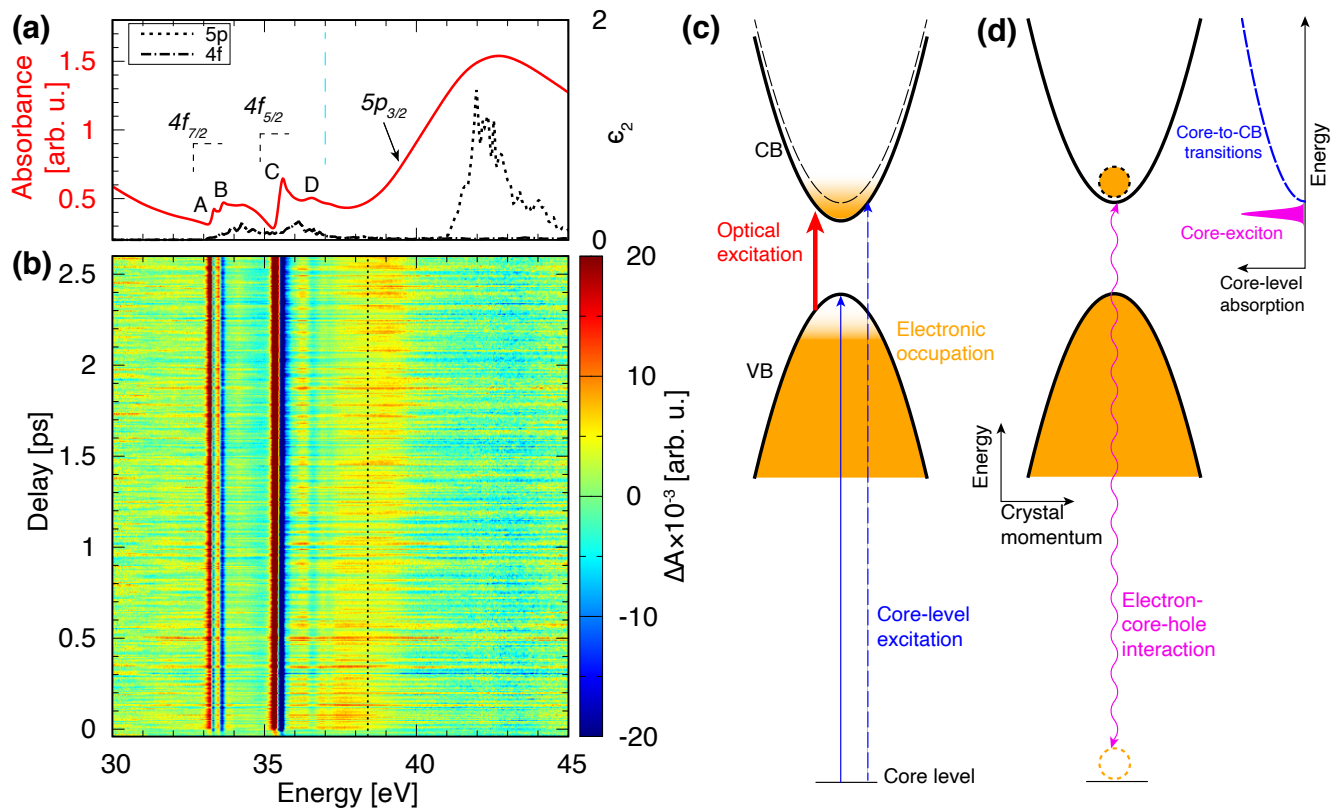 (a)
5p
4f
1.5
1
0.5
Absorbance
[arb. u.]
4f7/2
4f5/2
5p3/2
A
B
C
D
2
0
ϵ2
(b)
2.5
2
1.5
1
0.5
0
Delay [ps]
30
35
40
45
Energy [eV]
20
10
0
-10
-20
ΔA×10-3 [arb. u.]
(c)
CB
Optical
excitation
Electronic
occupation
VB
Core-level
excitation
Core level
(d)
Core-to-CB
transitions
Energy
Core-exciton
Core-level
absorption
Energy
Crystal
momentum
Electron-
core-hole
interaction